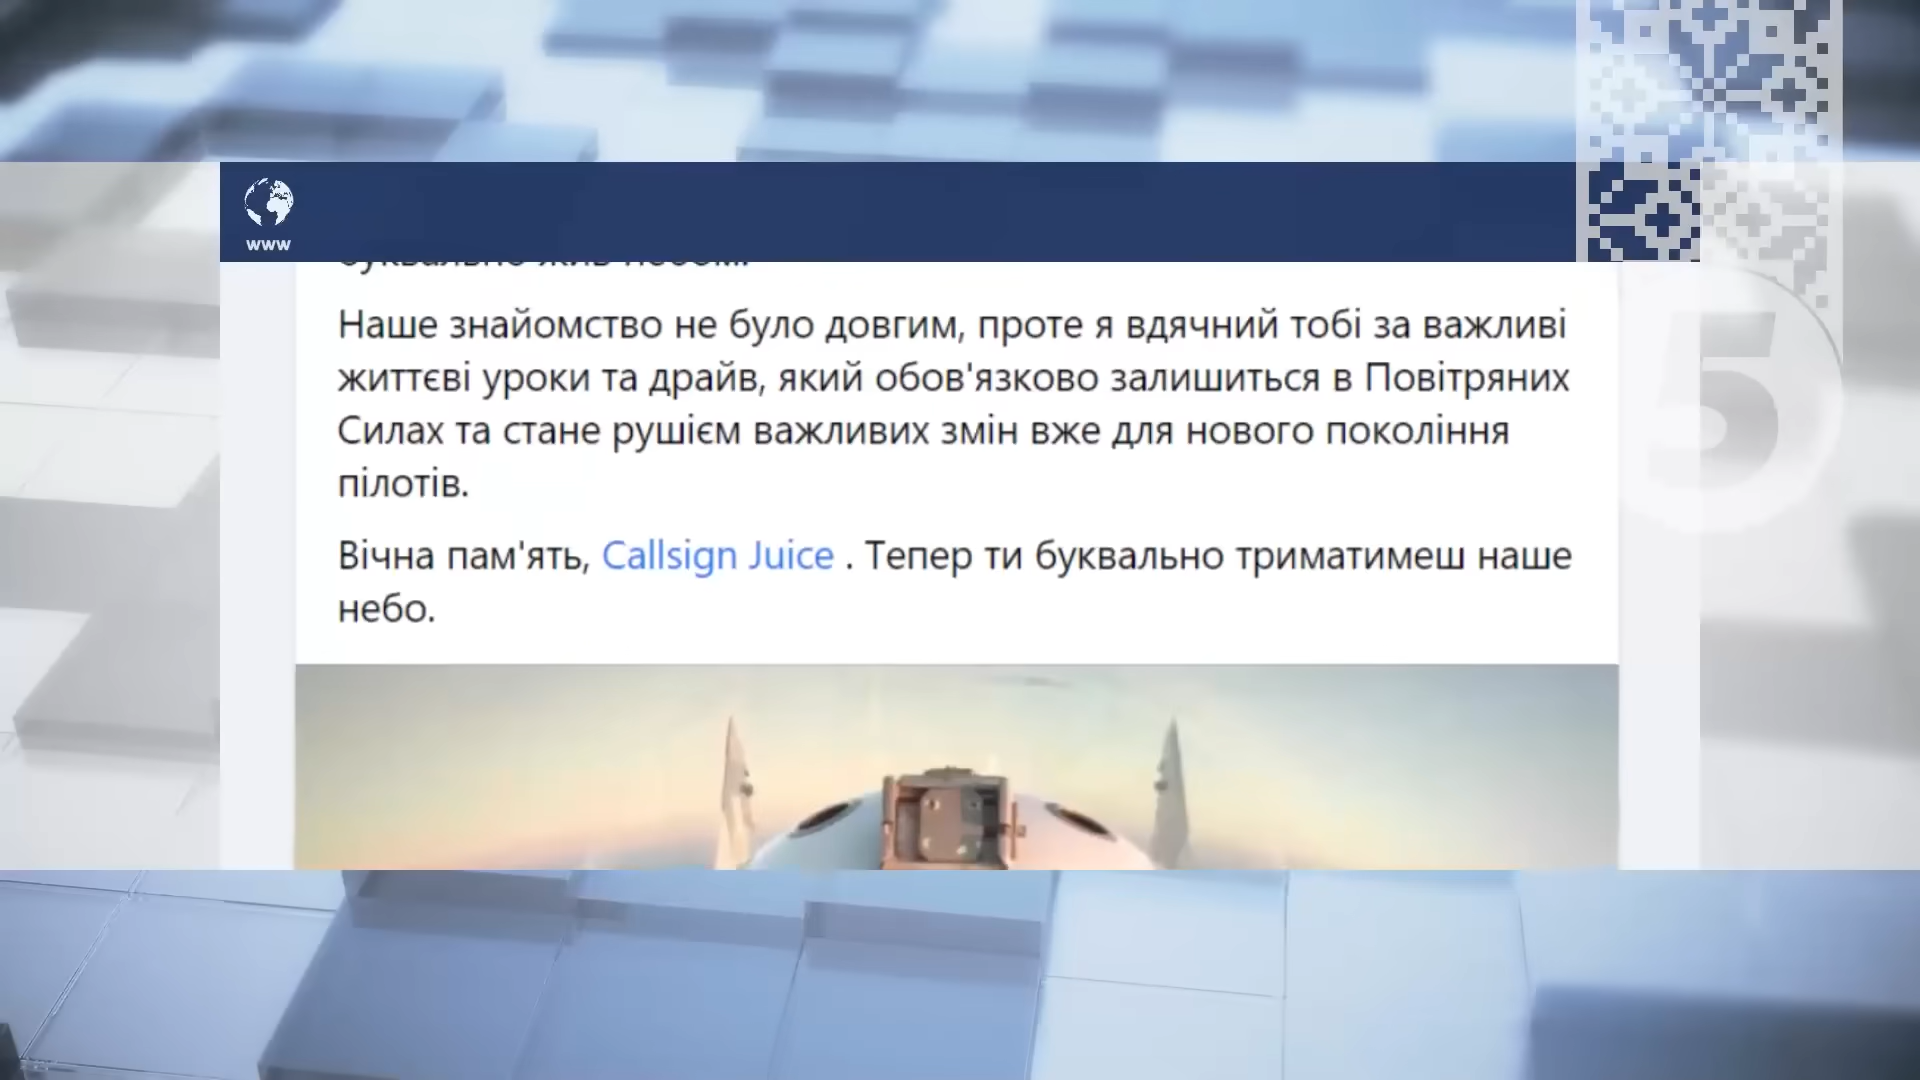 www
Наше знайомство не було довгим, проте я вдячний тобі за важливі
життєві уроки та драйв, який обов'язково залишиться в Повітряних
Силах та стане рушієм важливих змін вже для нового покоління
пілотів.
Вічна пам'ять, Callsign Juice . Тепер ти буквально триматимеш наше
небо.
5